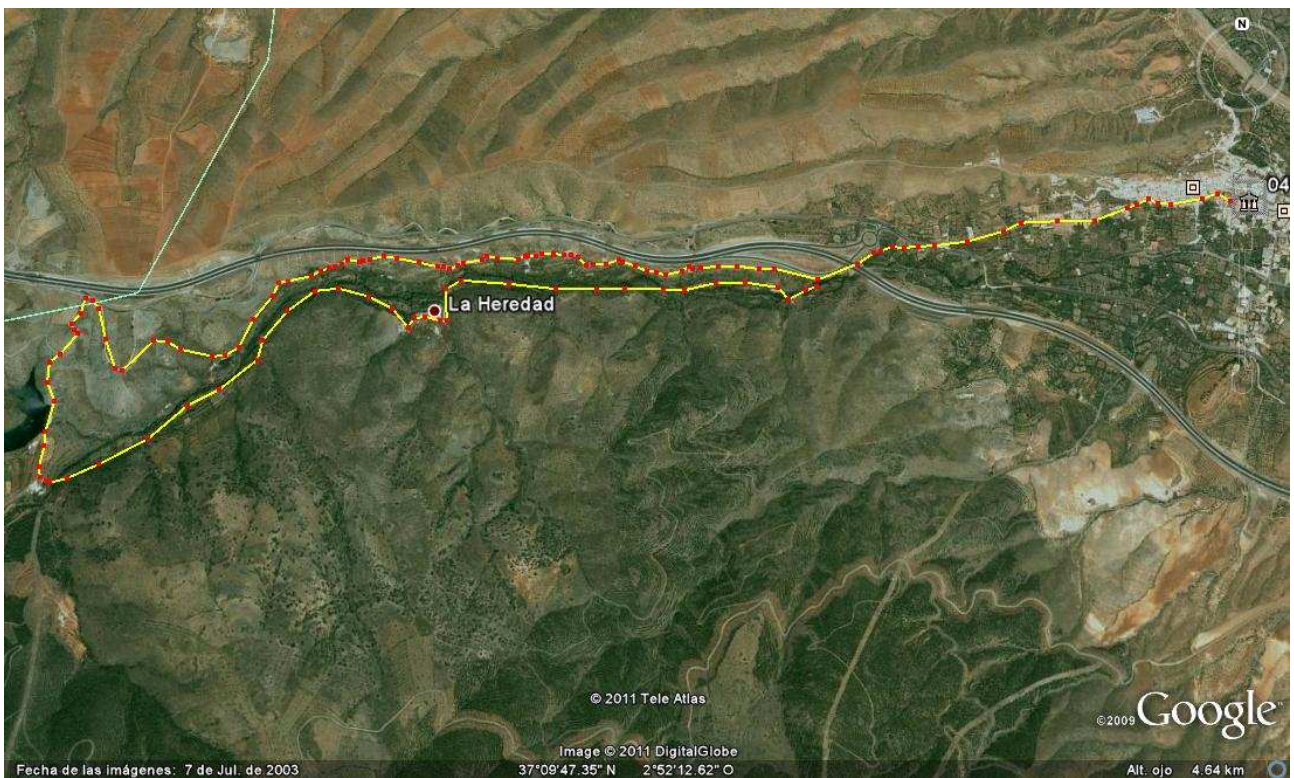 N
04
La Heredad
© 2011 Tele Atlas
©2009 Google
Image © 2011 DigitalGlobe
Fecha de las imágenes: 7 de Jul. de 2003 37°09'47.35" N 2°52'12.62" O Alt. ojo 4.64 km